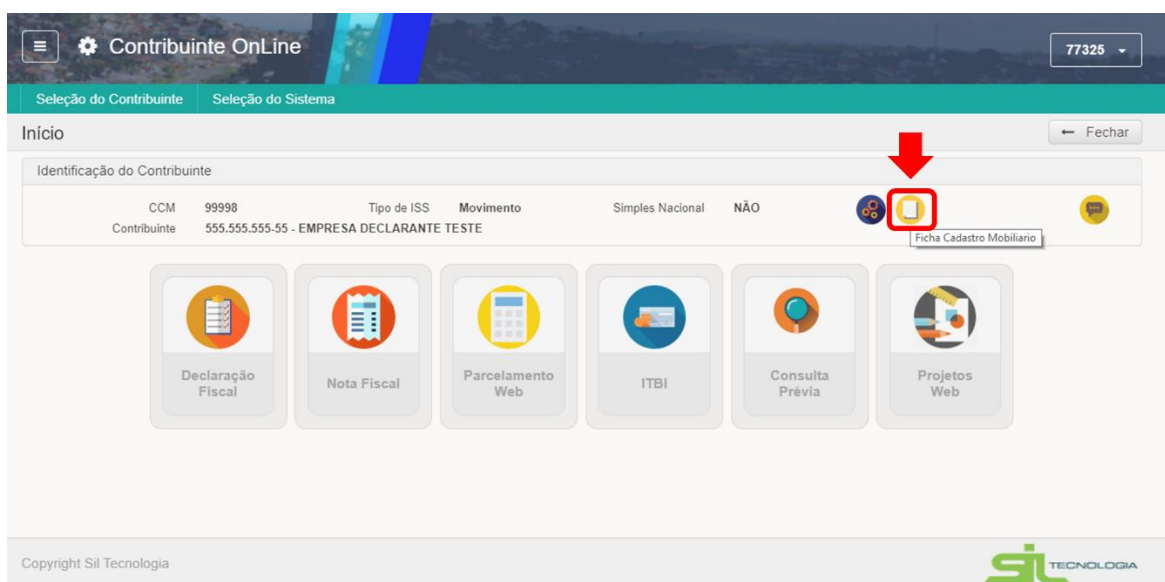 Contribuinte OnLine
77325
Seleção do Contribuinte Seleção do Sistema
Início
Fechar
Identificação do Contribuinte
CCM 99998 Tipo de ISS Movimento Simples Nacional NÃO
Contribuinte 555.555.555-55 - EMPRESA DECLARANTE TESTE
Ficha Cadastro Mobiliario
Declaração
Fiscal
Nota Fiscal
Parcelamento
Web
ITBI
Consulta
Prévia
Projetos
Web
Copyright Sil Tecnologia
SIL TECNOLOGIA